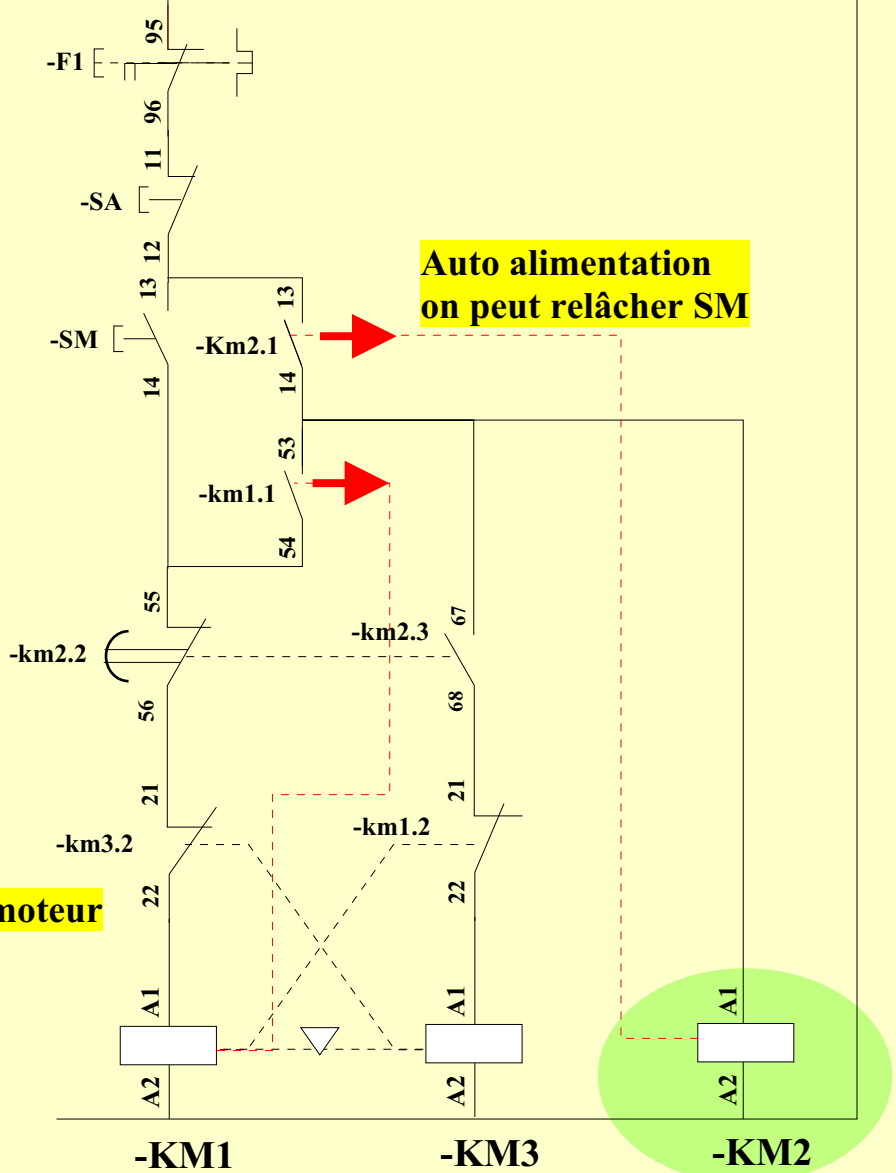 95
-F1
96
11
-SA
12
Auto alimentation
on peut relâcher SM
13
13
-SM
-Km2.1
14
14
53
-km1.1
54
55
67
-km2.2
-km2.3
56
68
21
21
-km3.2
-km1.2
22
22
moteur
A1
A1
A1
A2
A2
A2
-KM1
-KM3
-KM2